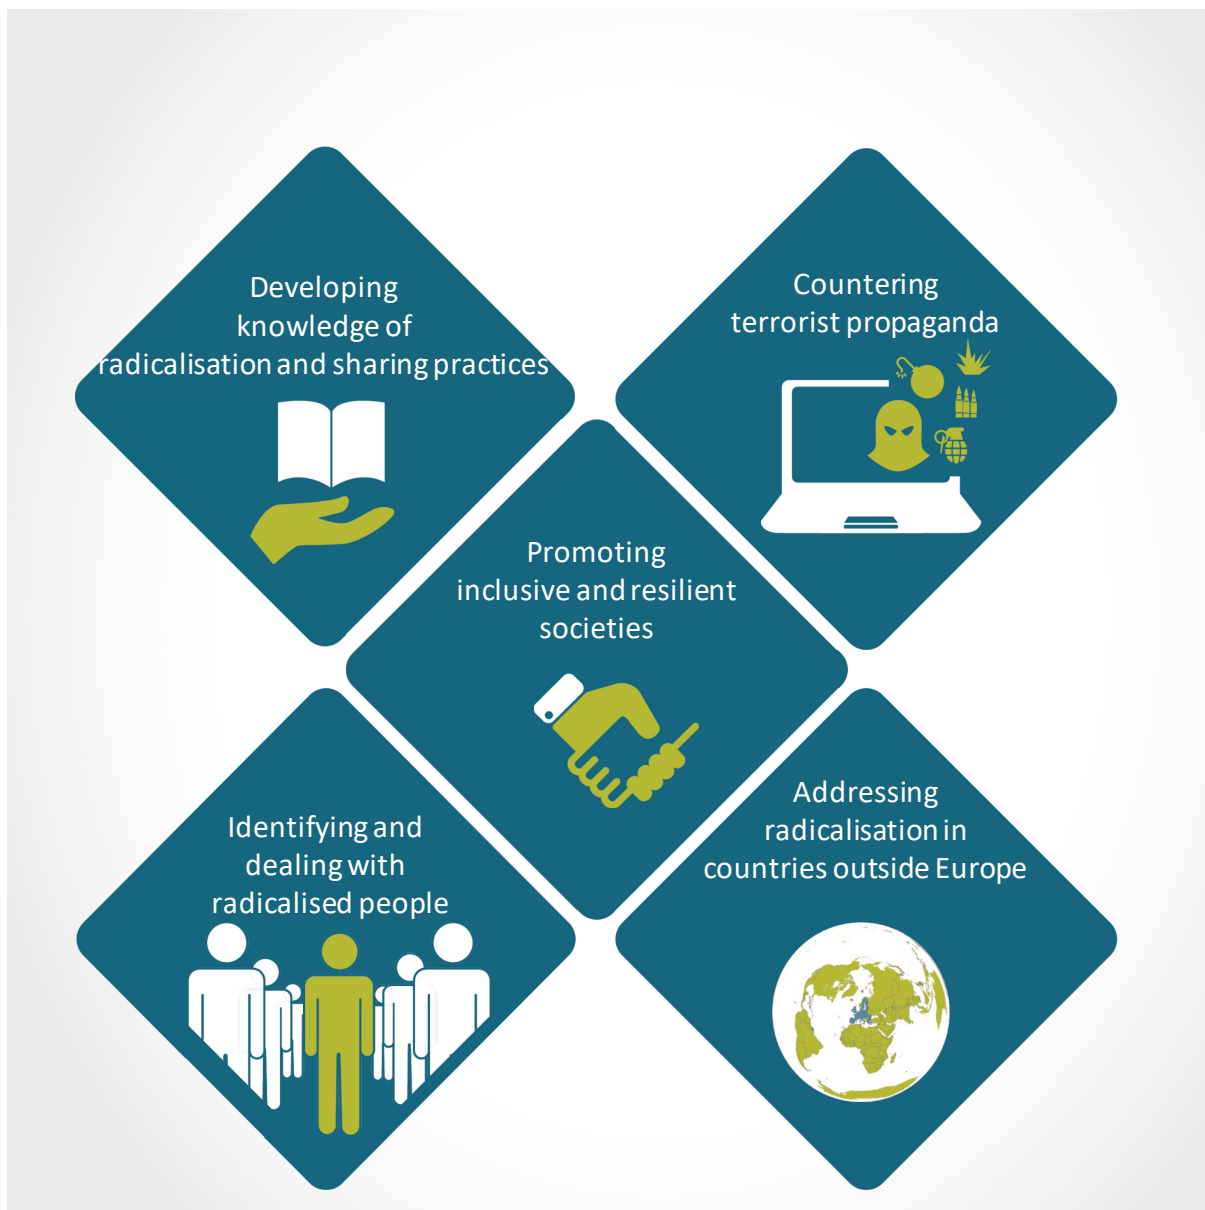 Developing
knowledge of
radicalisation and sharing practices
Countering
terrorist propaganda
Promoting
inclusive and resilient
societies
Identifying and
dealing with
radicalised people
Addressing
radicalisation in
countries outside Europe